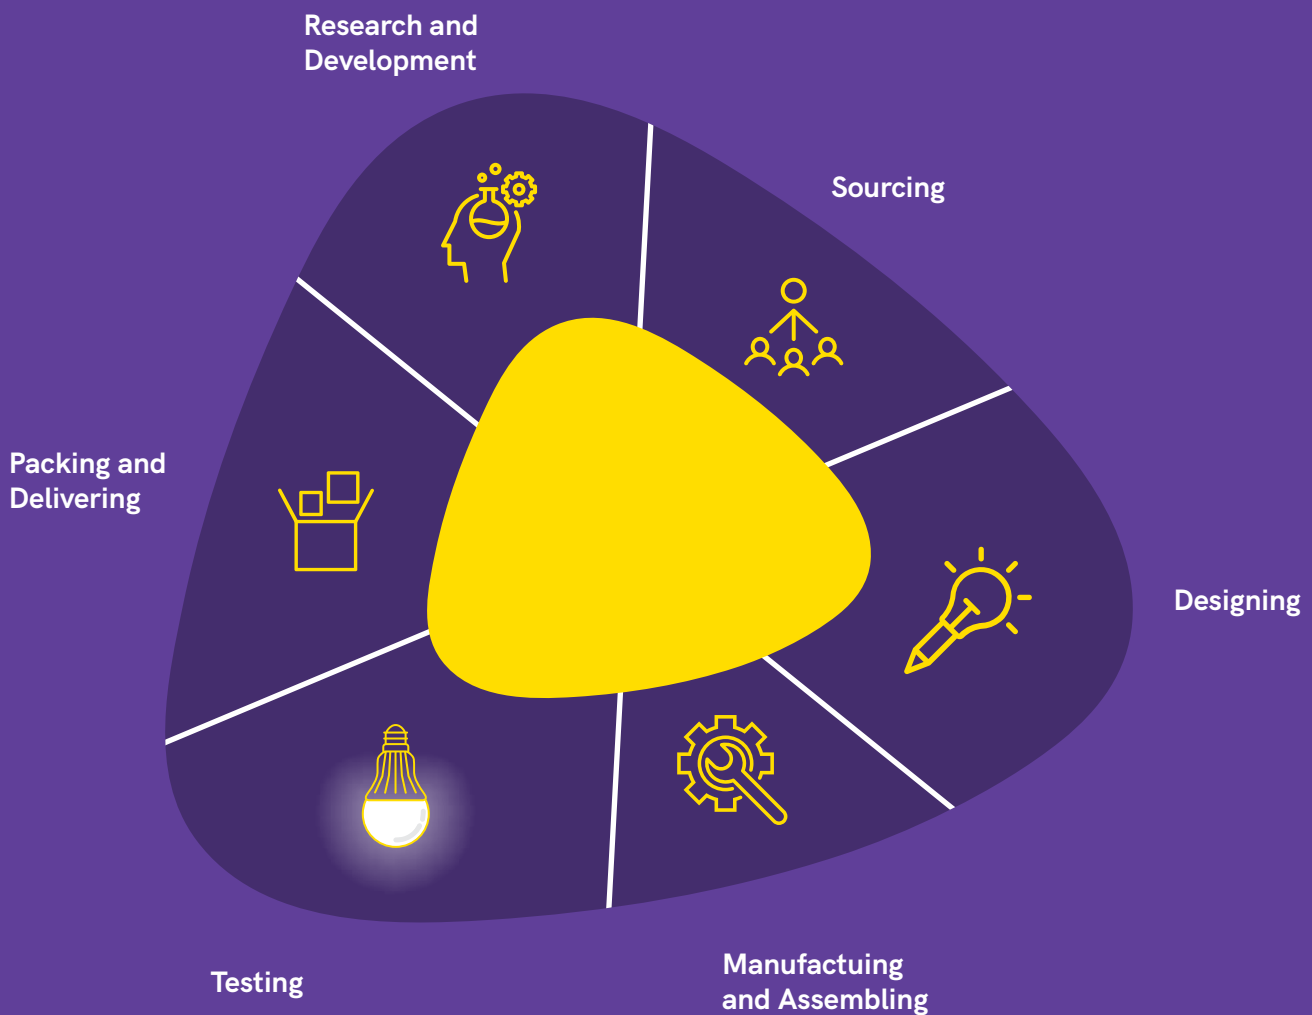 Research and
Development
Sourcing
Packing and
Delivering
Designing
Testing
Manufactuing
and Assembling